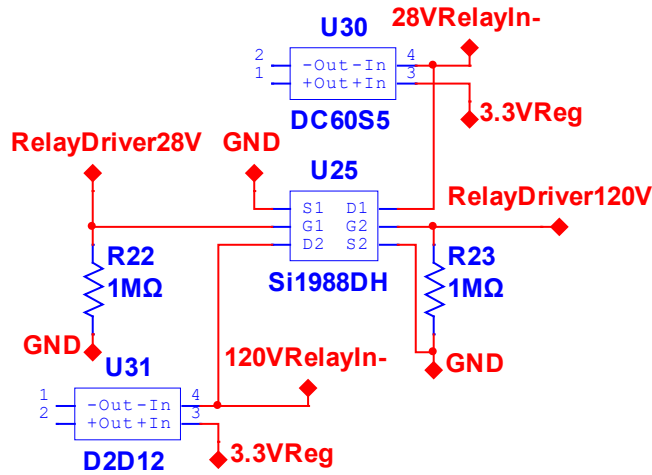 U30
28VRelayIn-
2 -Out -In 4
1 +Out +In 3
DC60S5
3.3VReg
RelayDriver28V
GND
U25
RelayDriver120V
S1 D1
G1 G2
D2 S2
R22
1MΩ
Si1988DH
R23
1MΩ
GND
GND
U31
120VRelayIn-
1 -Out -In 4
2 +Out +In 3
D2D12
3.3VReg